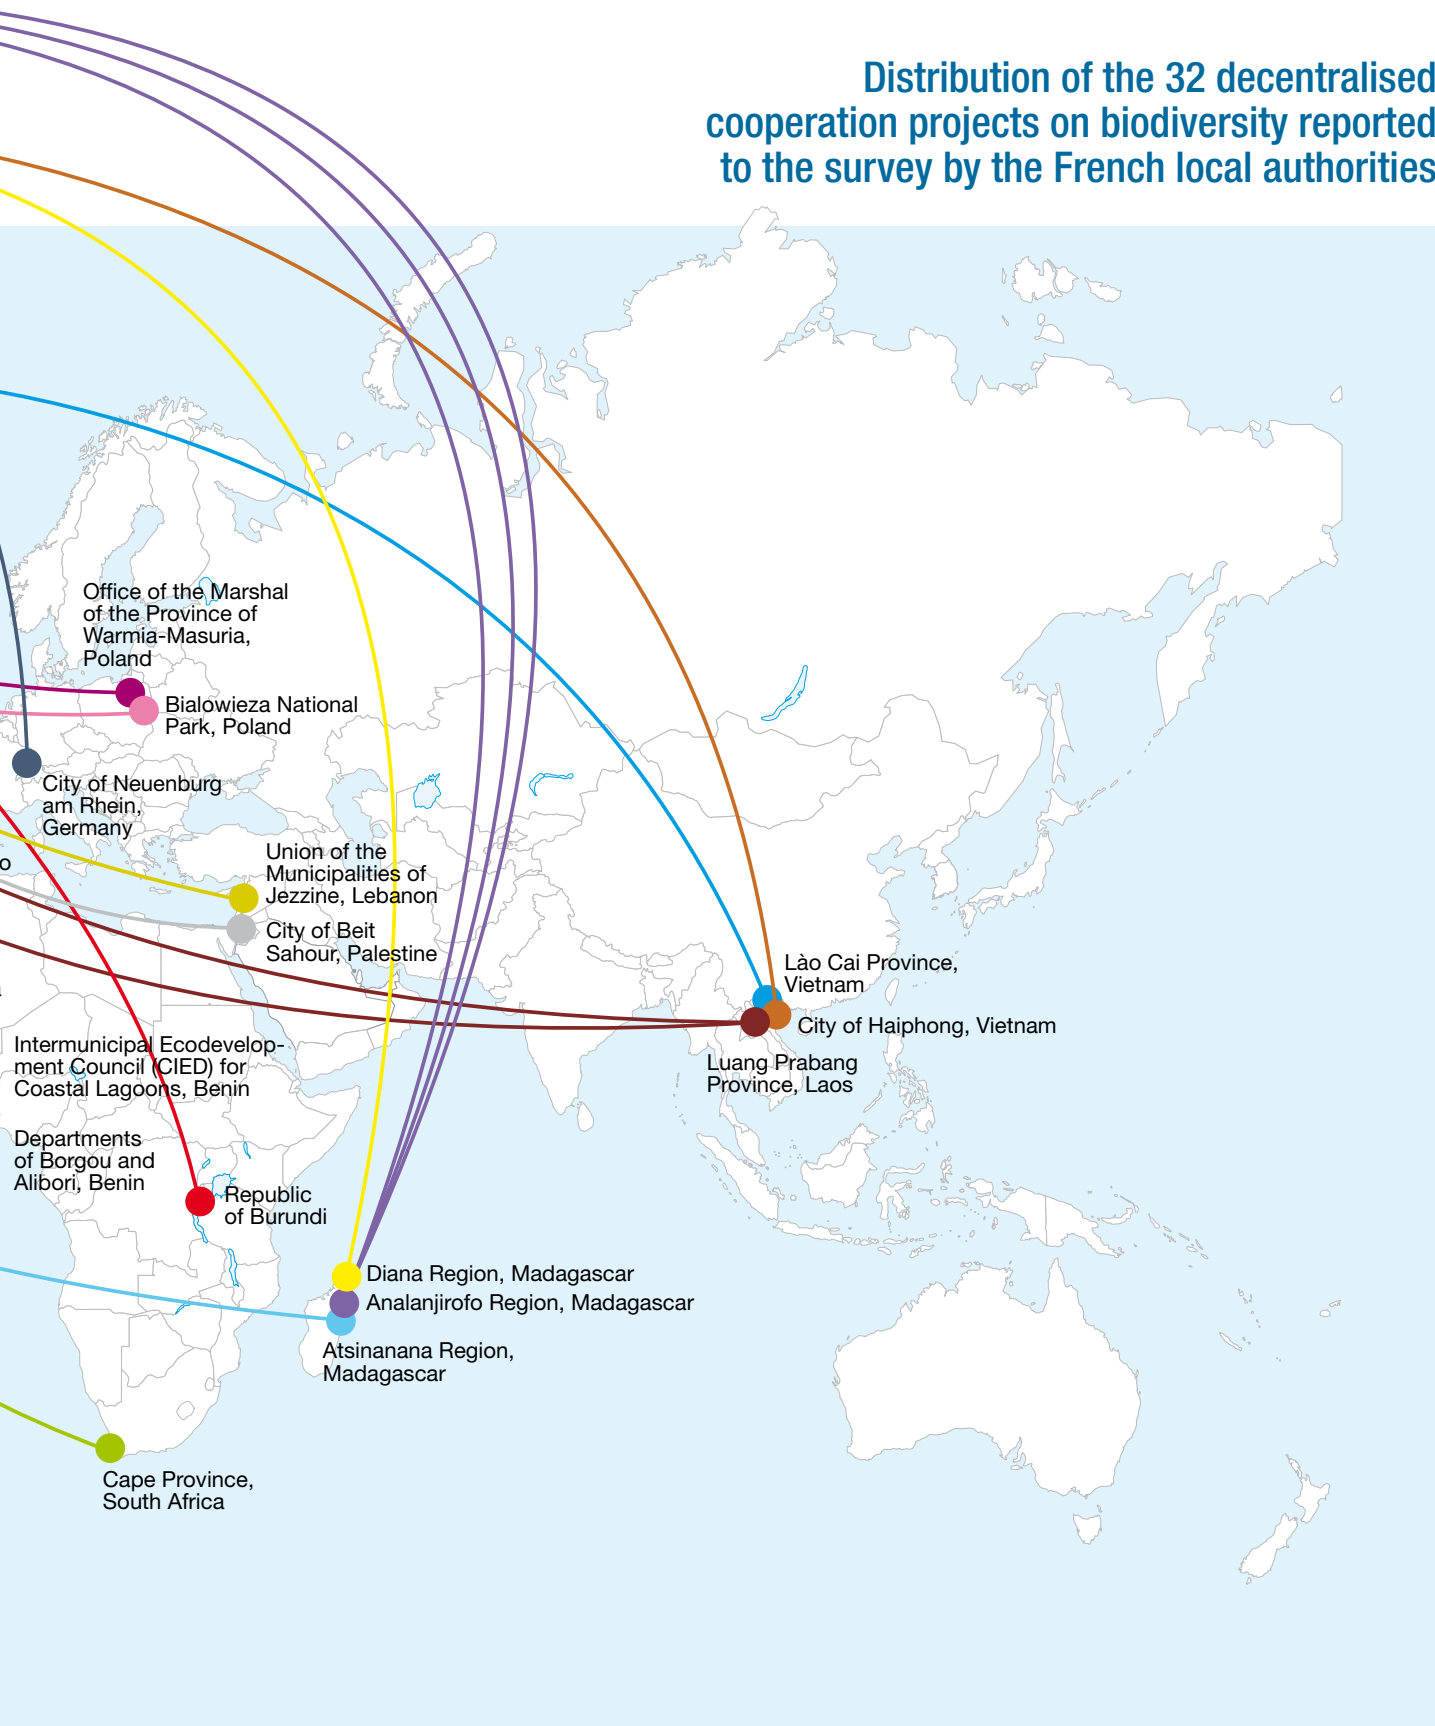 Distribution of the 32 decentralised
cooperation projects on biodiversity reported
to the survey by the French local authorities
Office of the Marshal
of the Province of
Warmia-Masuria,
Poland
Bialowieza National
Park, Poland
City of Neuenburg
am Rhein,
Germany
Union of the
Municipalities of
Jezzine, Lebanon
City of Beit
Sahour, Palestine
Lào Cai Province,
Vietnam
City of Haiphong, Vietnam
Luang Prabang
Province, Laos
Intermunicipal Ecodevelop-
ment Council (CIED) for
Coastal Lagoons, Benin
Departments
of Borgou and
Alibori, Benin
Republic
of Burundi
Diana Region, Madagascar
Analanjirofo Region, Madagascar
Atsinanana Region,
Madagascar
Cape Province,
South Africa